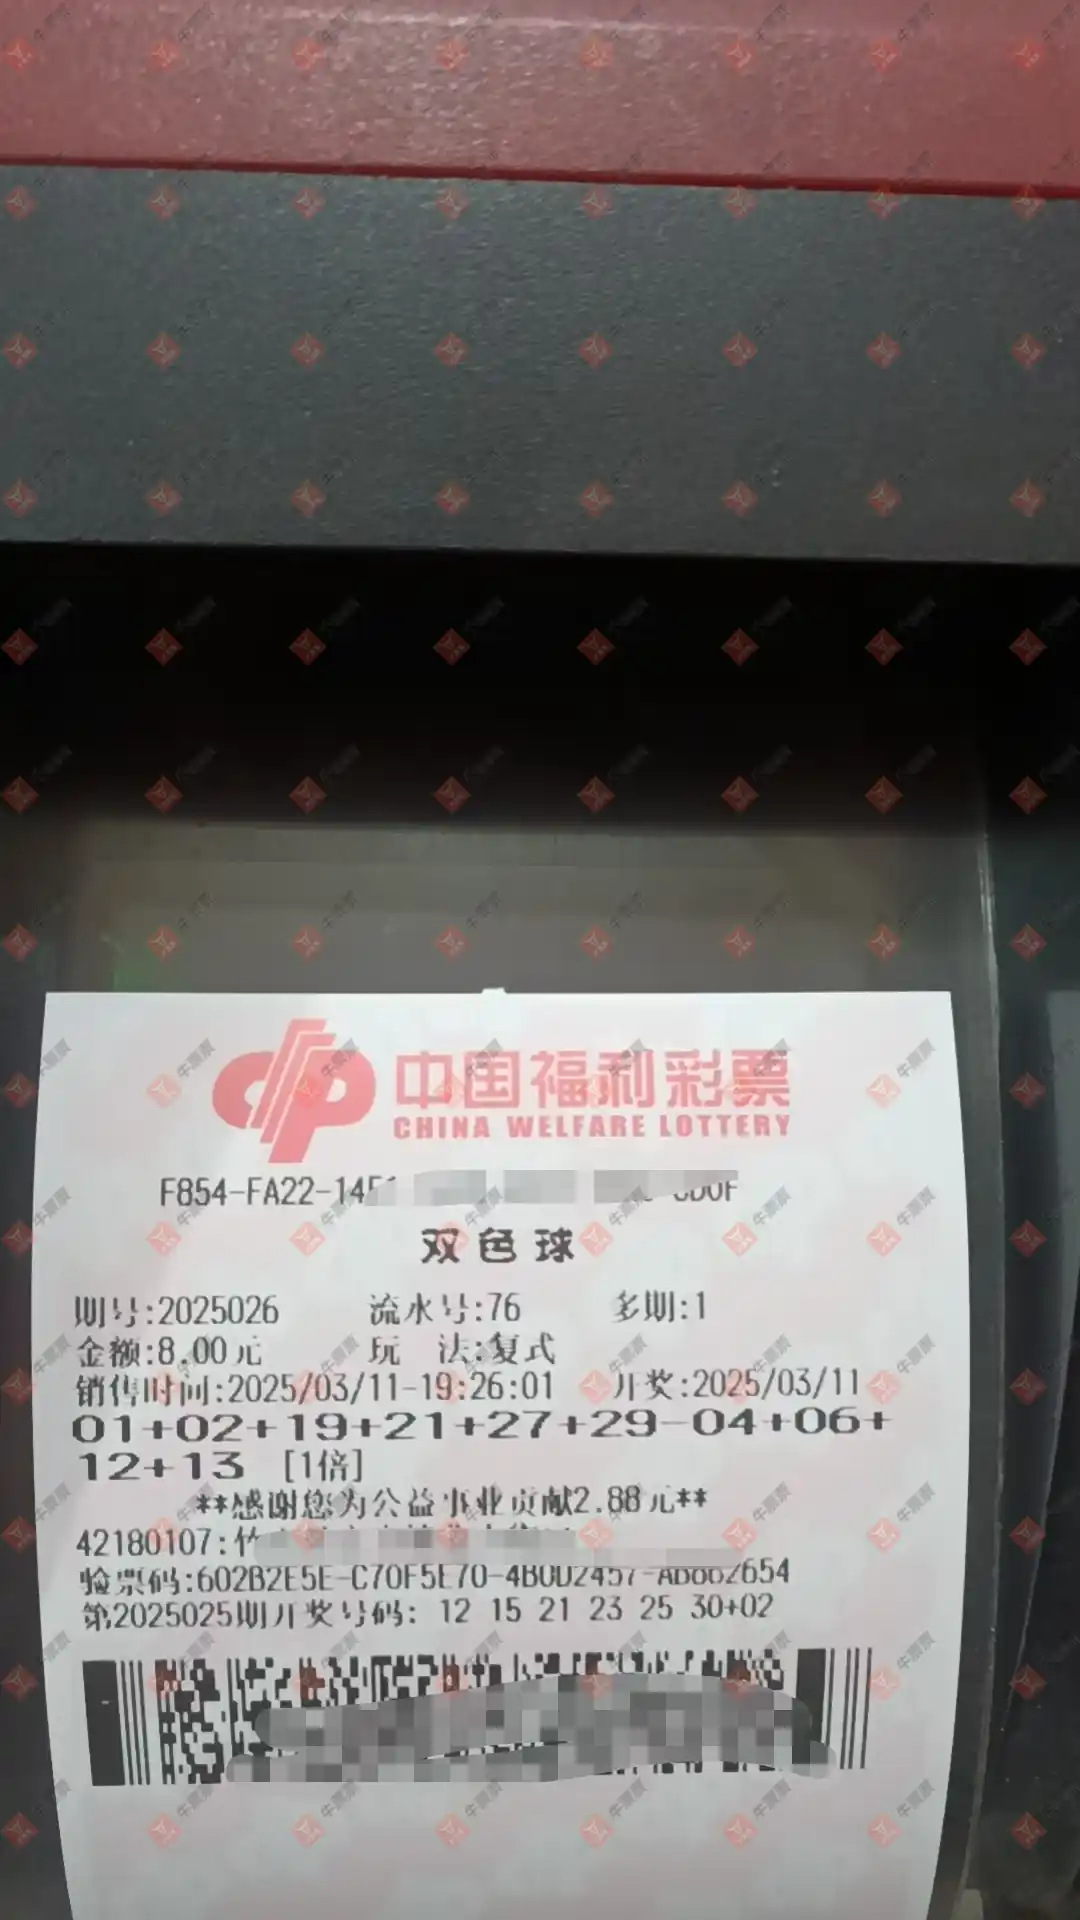 中国福利彩票
CHINA WELFARE LOTTERY
F854-FA22-14
双色球
期号:2025026 流水号:76 多期:1
金额:8.00元 玩 法:复式
销售时间:2025/03/11-19:26:01 开奖:2025/03/11
01+02+19+21+27+29-04+06+
12+13 [1倍]
**感谢您为公益事业贡献2.88元**
42180107:竹
验票码:602B2E5E-C70F5E70-4B0D2457-AD882654
第2025025期开奖号码: 12 15 21 23 25 30+02
牛票票